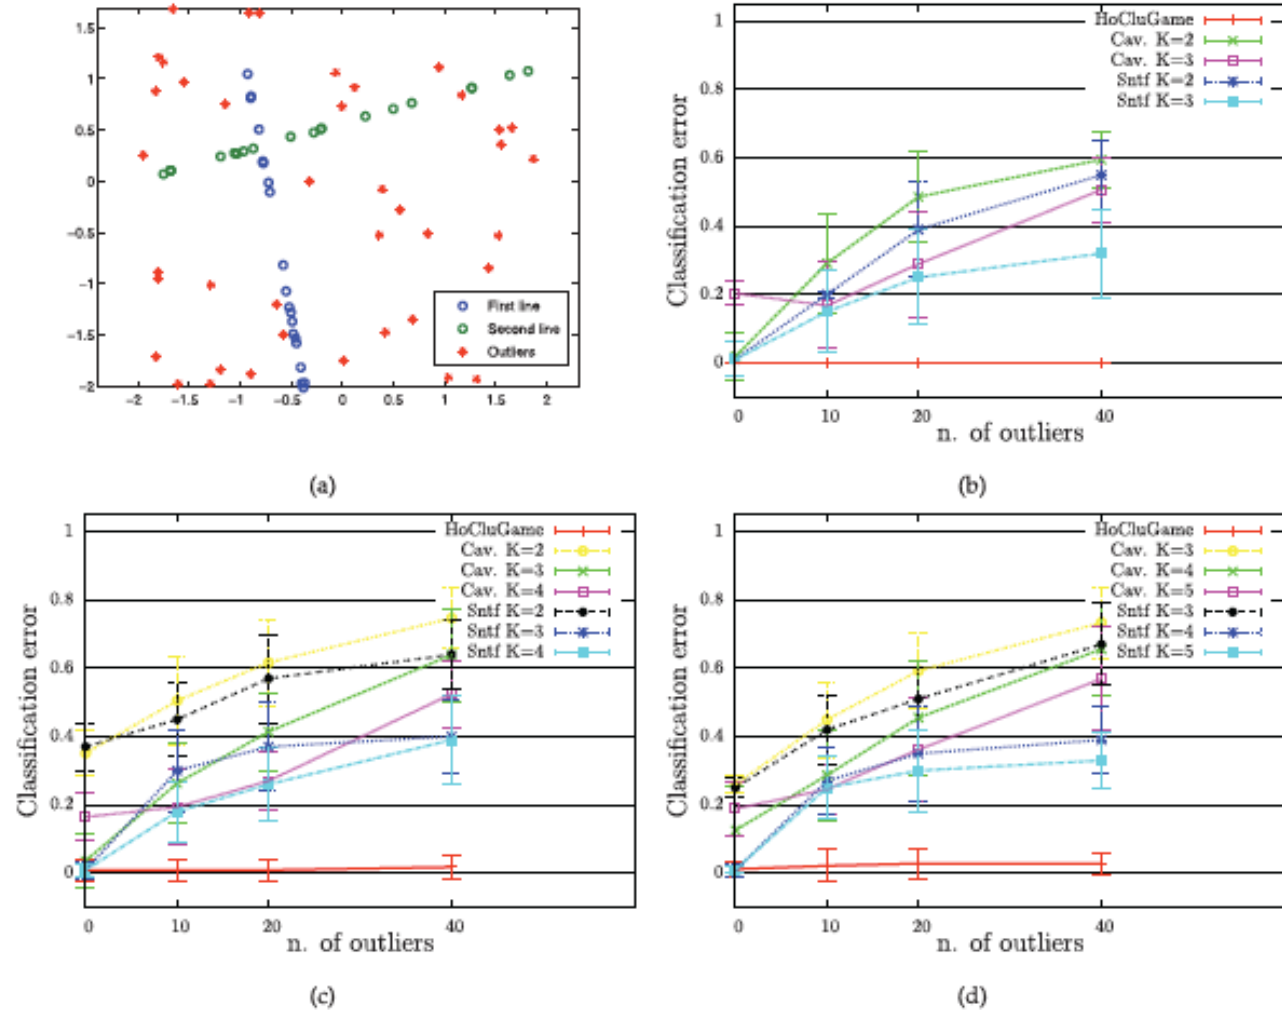 1.5
1
0.5
0
−0.5
−1
−1.5
−2
−2
−1.5
−1
−0.5
0
0.5
1
1.5
2
First line
Second line
Outliers
(a)
Classification error
1
0.8
0.6
0.4
0.2
0
0
10
20
40
n. of outliers
HoCluGame
Cav. K=2
Cav. K=3
Sntf K=2
Sntf K=3
(b)
Classification error
1
0.8
0.6
0.4
0.2
0
0
10
20
40
n. of outliers
HoCluGame
Cav. K=2
Cav. K=3
Cav. K=4
Sntf K=2
Sntf K=3
Sntf K=4
(c)
Classification error
1
0.8
0.6
0.4
0.2
0
0
10
20
40
n. of outliers
HoCluGame
Cav. K=3
Cav. K=4
Cav. K=5
Sntf K=3
Sntf K=4
Sntf K=5
(d)